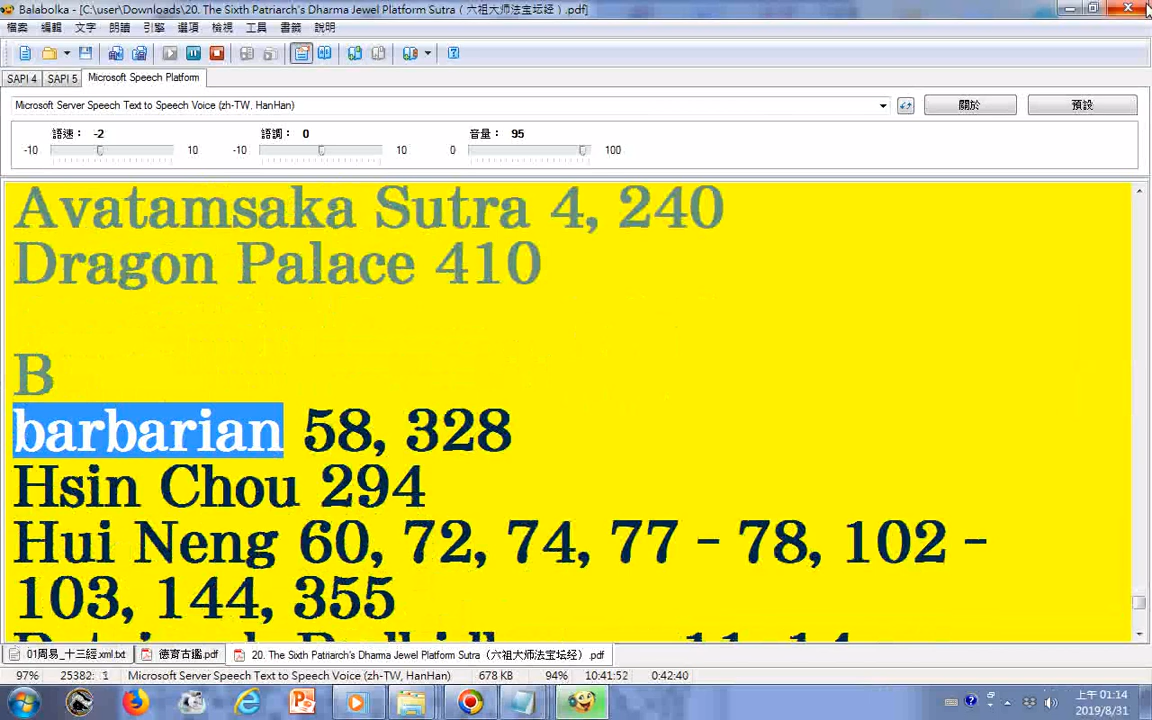 Balabolka - [C:\user\Downloads\20. The Sixth Patriarch's Dharma Jewel Platform Sutra（六祖大师法宝坛经）.pdf]
檔案 編輯 文字 朗讀 引擎 選項 檢視 工具 書籤 說明
SAPI 4 SAPI 5 Microsoft Speech Platform
Microsoft Server Speech Text to Speech Voice (zh-TW, HanHan) 關於 預設
語速： -2 語調： 0 音量： 95
-10 10 -10 10 0 100
Avatamsaka Sutra 4, 240
Dragon Palace 410
B
barbarian 58, 328
Hsin Chou 294
Hui Neng 60, 72, 74, 77 - 78, 102 -
103, 144, 355
01周易_十三經.xml.txt 德育古鑑.pdf 20. The Sixth Patriarch's Dharma Jewel Platform Sutra（六祖大师法宝坛经）.pdf
97% 25382: 1 Microsoft Server Speech Text to Speech Voice (zh-TW, HanHan) 678 KB 94% 10:41:52 0:42:40
上午 01:14
2019/8/31